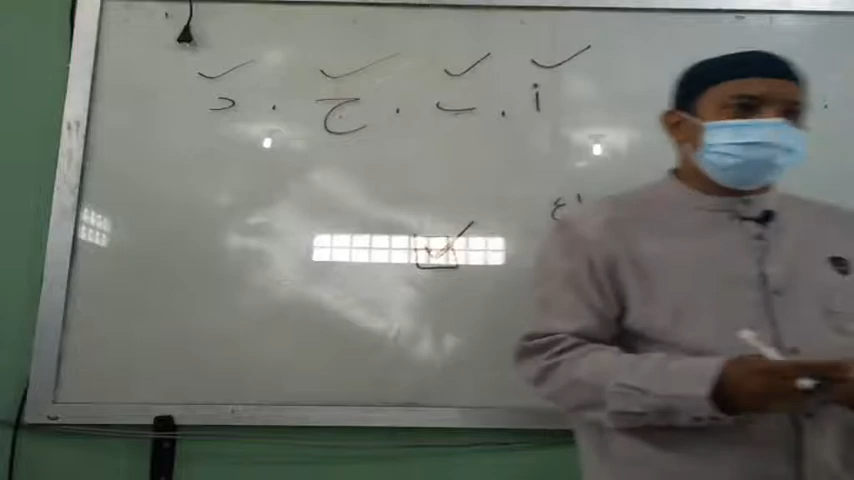 أ . ب . ج . د